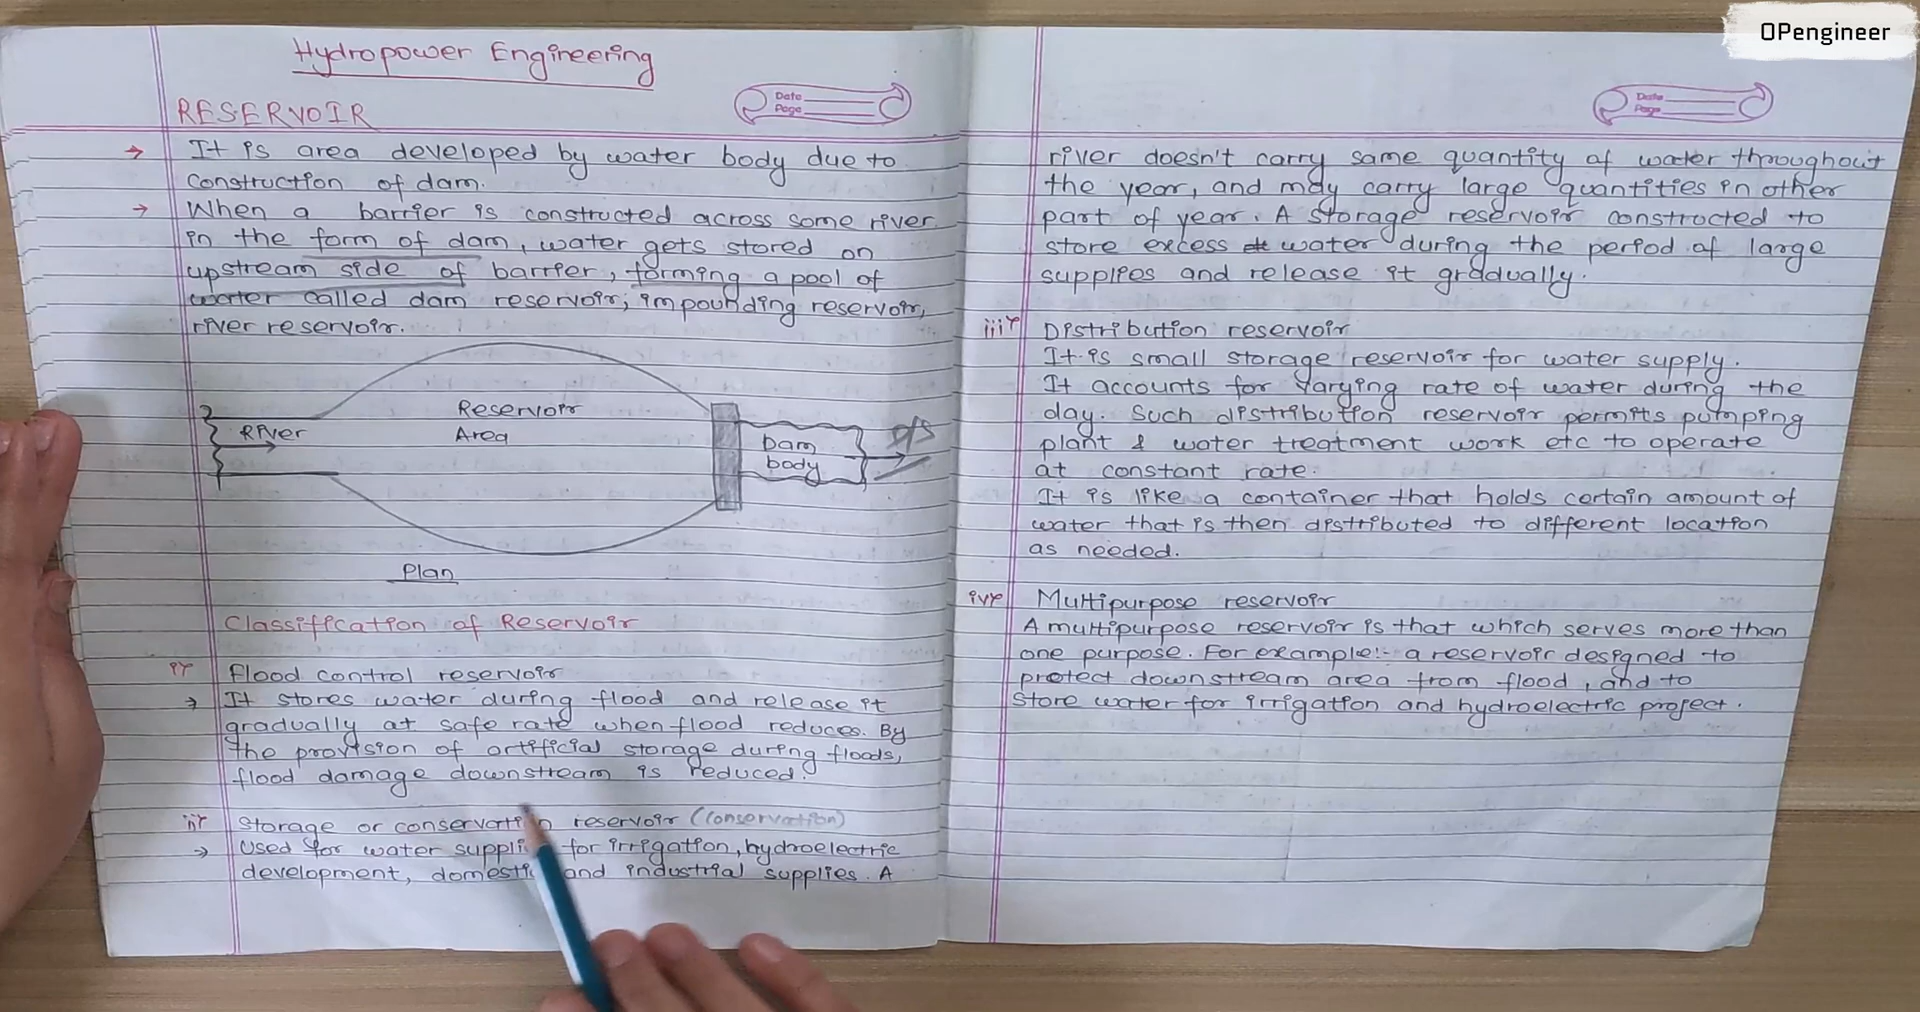 OPengineer
Hydropower Engineering
RESERVOIR
Date
Page
→ It is area developed by water body due to
construction of dam.
→ When a barrier is constructed across some river
in the form of dam, water gets stored on
upstream side of barrier, forming a pool of
water called dam reservoir, impounding reservoir,
river reservoir.
River
Reservoir
Area
Dam
body
D/S
Plan
Classification of Reservoir
i) Flood control reservoir
→ It stores water during flood and release it
gradually at safe rate when flood reduces. By
the provision of artificial storage during floods,
flood damage downstream is reduced.
ii) Storage or conservation reservoir (Conservation)
→ Used for water for irrigation, hydroelectric
development, and industrial supplies. A
Date
Page
river doesn't carry same quantity of water throughout
the year, and may carry large quantities in other
part of year. A storage reservoir constructed to
store excess water during the period of large
supplies and release it gradually.
iii) Distribution reservoir
It is small storage reservoir for water supply.
It accounts for varying rate of water during the
day. Such distribution reservoir permits pumping
plant & water treatment work etc to operate
at constant rate.
It is like a container that holds certain amount of
water that is then distributed to different location
as needed.
iv) Multipurpose reservoir
A multipurpose reservoir is that which serves more than
one purpose. For example:- a reservoir designed to
protect downstream area from flood, and to
store water for irrigation and hydroelectric project.